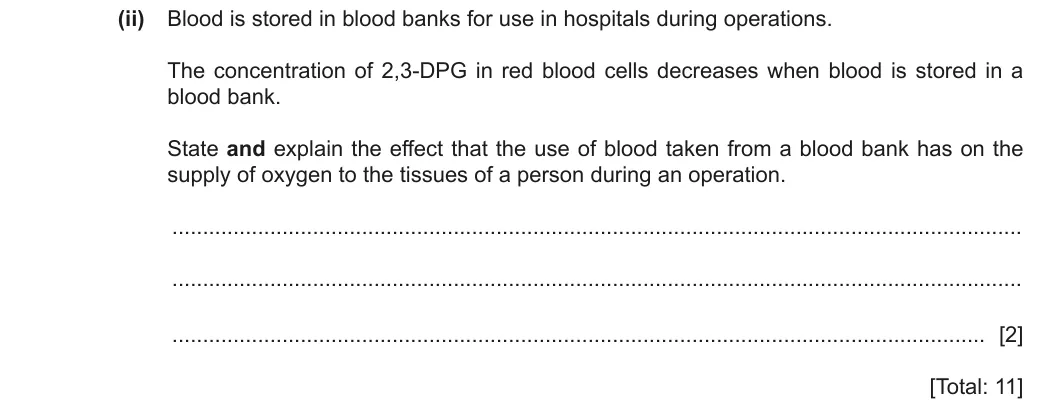 (ii) Blood is stored in blood banks for use in hospitals during operations.
The concentration of 2,3-DPG in red blood cells decreases when blood is stored in a
blood bank.
State and explain the effect that the use of blood taken from a blood bank has on the
supply of oxygen to the tissues of a person during an operation.
[2]
[Total: 11]